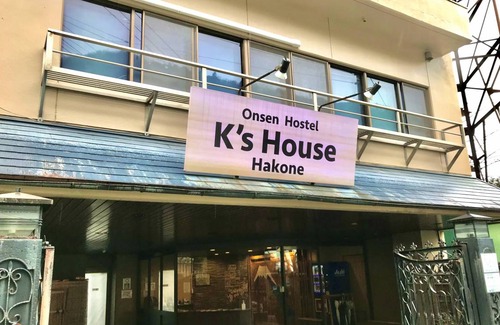 Onsen Hostel
K's House
Hakone